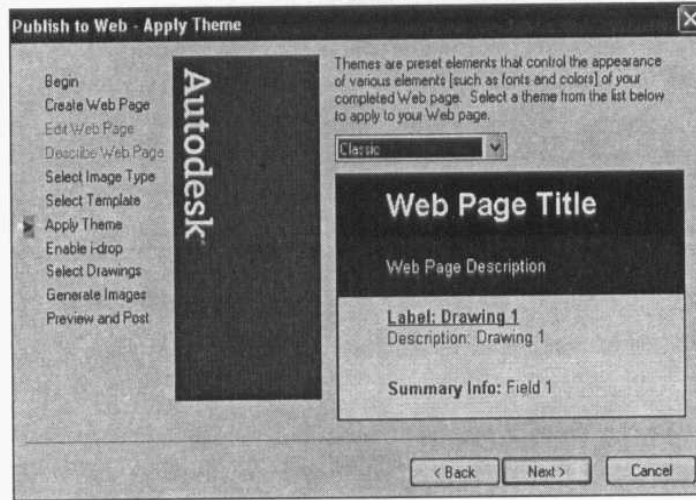 Publish to Web - Apply Theme
Begin
Create Web Page
Edit Web Page
Describe Web Page
Select Image Type
Select Template
Apply Theme
Enable i-drop
Select Drawings
Generate Images
Preview and Post
Autodesk
Themes are preset elements that control the appearance
of various elements [such as fonts and colors] of your
completed Web page. Select a theme from the list below
to apply to your Web page.
Classic
Web Page Title
Web Page Description
Label: Drawing 1
Description: Drawing 1
Summary Info: Field 1
< Back
Next >
Cancel